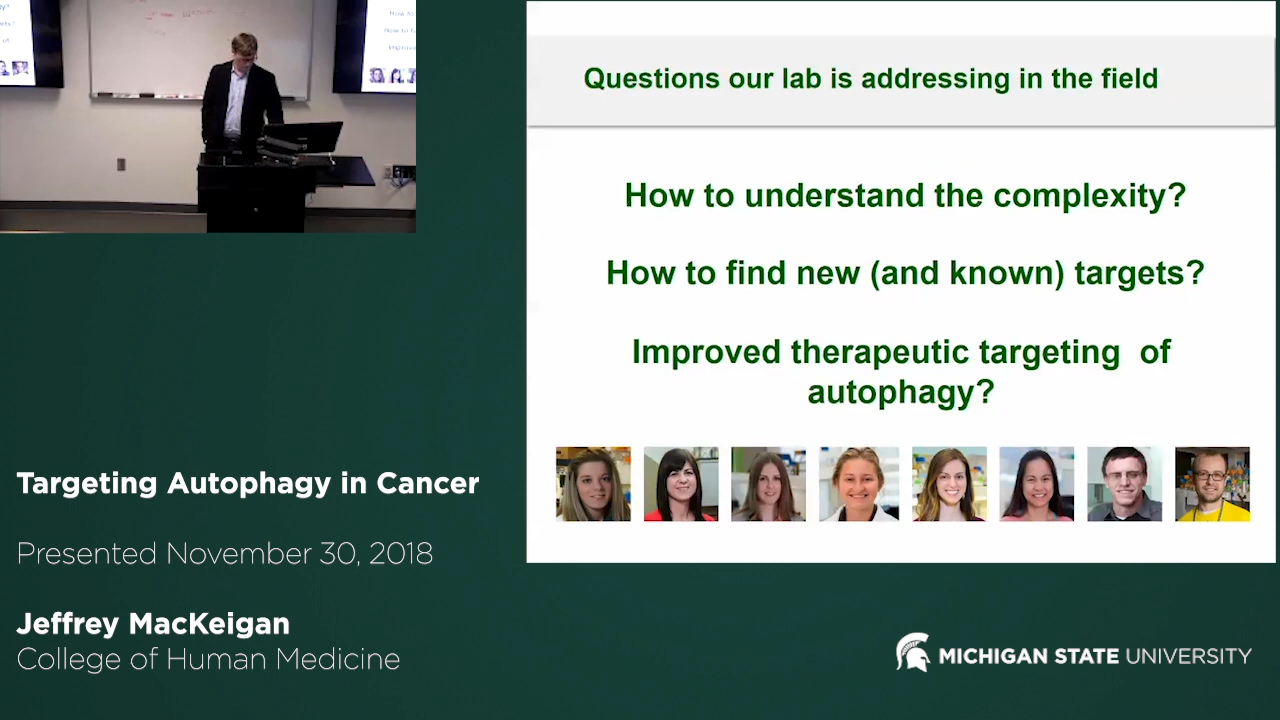 Questions our lab is addressing in the field
How to understand the complexity?
How to find new (and known) targets?
Improved therapeutic targeting  of
autophagy?
Targeting Autophagy in Cancer
Presented November 30, 2018
Jeffrey MacKeigan
College of Human Medicine
MICHIGAN STATE UNIVERSITY